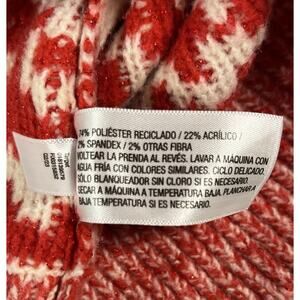 74% POLIÉSTER RECICLADO / 22% ACRÍLICO /
2% SPANDEX / 2% OTRAS FIBRA
VOLTEAR LA PRENDA AL REVÉS. LAVAR A MÁQUINA CON
AGUA FRÍA CON COLORES SIMILARES. CICLO DELICADO.
SÓLO BLANQUEADOR SIN CLORO SI ES NECESARIO.
SECAR A MÁQUINA A TEMPERATURA BAJA. PLANCHAR A
BAJA TEMPERATURA SI ES NECESARIO.